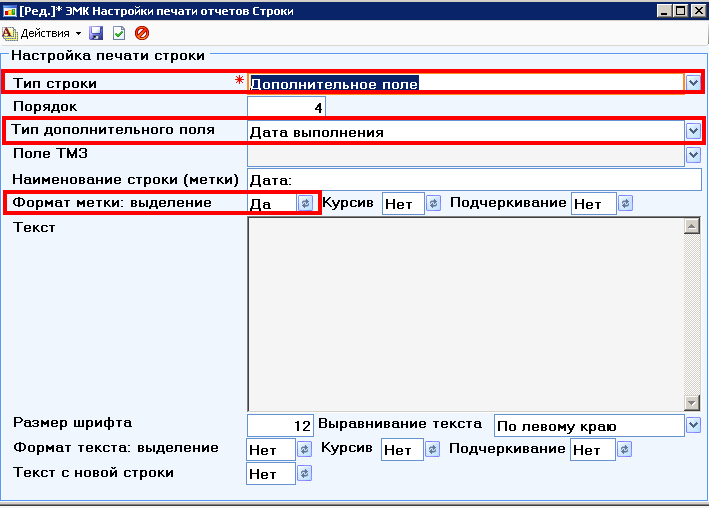 [Ред.]* ЭМК Настройки печати отчетов Строки
Действия
Настройка печати строки
Тип строки * Дополнительное поле
Порядок 4
Тип дополнительного поля Дата выполнения
Поле ТМЗ
Наименование строки (метки) Дата:
Формат метки: выделение Да Курсив Нет Подчеркивание Нет
Текст
Размер шрифта 12 Выравнивание текста По левому краю
Формат текста: выделение Нет Курсив Нет Подчеркивание Нет
Текст с новой строки Нет